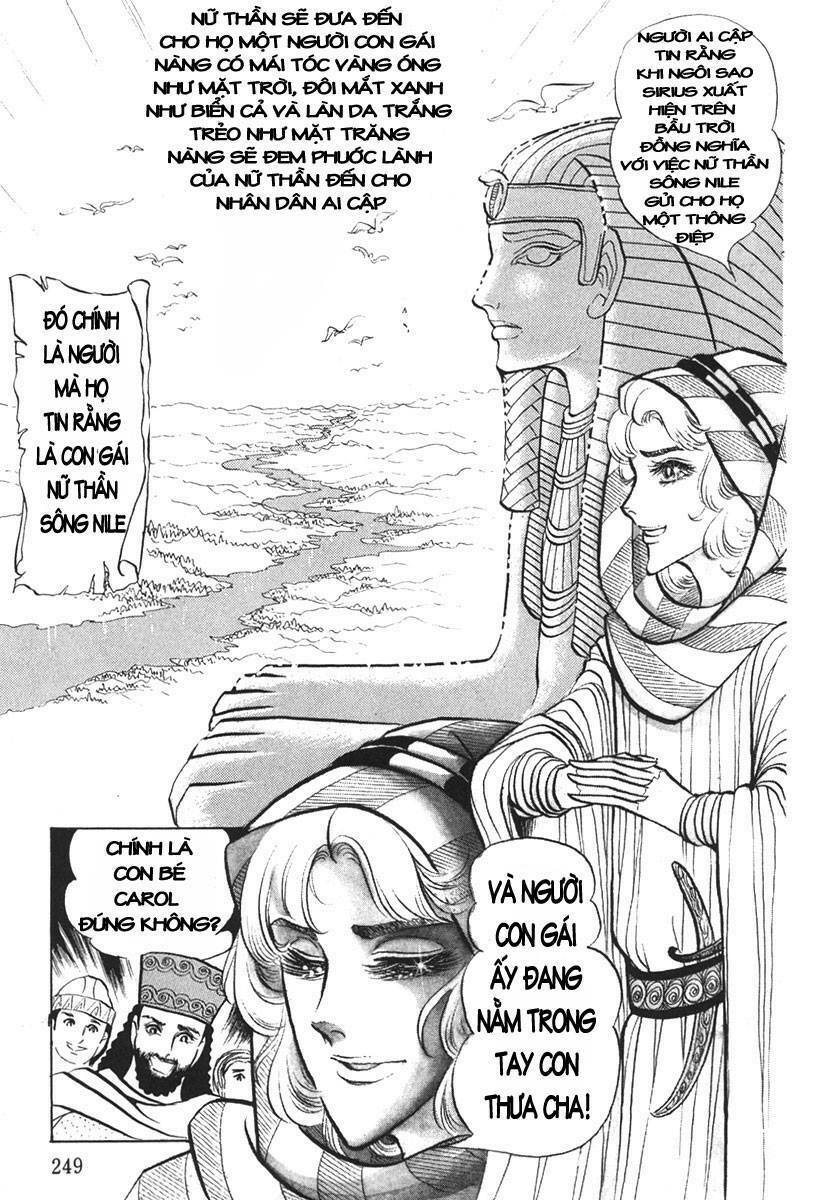 NGƯỜI AI CẬP
TIN RẰNG
KHI NGÔI SAO
SIRIUS XUẤT
HIỆN TRÊN
BẦU TRỜI
ĐỒNG NGHĨA
VỚI VIỆC NỮ THẦN
SÔNG NILE
GỬI CHO HỌ
MỘT THÔNG
ĐIỆP
NỮ THẦN SẼ ĐƯA ĐẾN
CHO HỌ MỘT NGƯỜI CON GÁI
NÀNG CÓ MÁI TÓC VÀNG ÓNG
NHƯ MẶT TRỜI, ĐÔI MẮT XANH
NHƯ BIỂN CẢ VÀ LÀN DA TRẮNG
TRẺO NHƯ MẶT TRĂNG
NÀNG SẼ ĐEM PHƯỚC LÀNH
CỦA NỮ THẦN ĐẾN CHO
NHÂN DÂN AI CẬP
ĐÓ CHÍNH
LÀ NGƯỜI
MÀ HỌ
TIN RẰNG
LÀ CON GÁI
NỮ THẦN
SÔNG NILE
VÀ NGƯỜI
CON GÁI
ẤY ĐANG
NẰM TRONG
TAY CON
THƯA CHA!
CHÍNH LÀ
CON BÉ
CAROL
ĐÚNG KHÔNG?
249